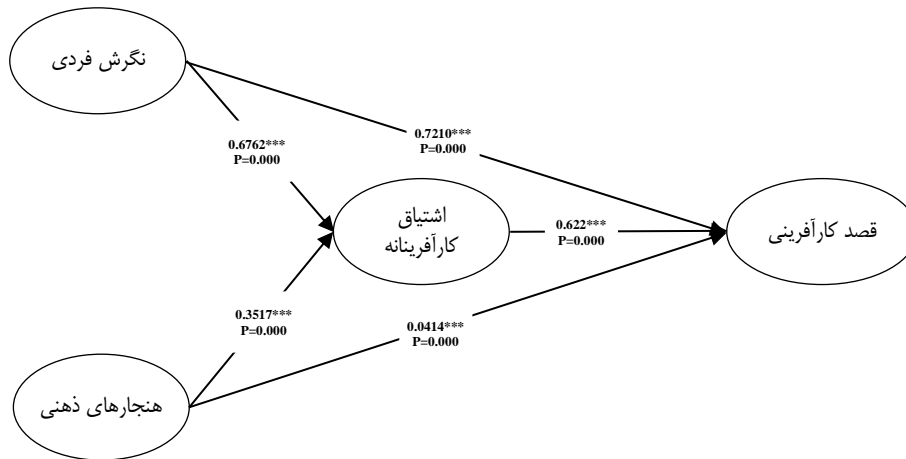 نگرش فردی
0.7210***
P=0.000
0.6762***
P=0.000
اشتیاق
کارآفرینانه
0.622***
P=0.000
قصد کارآفرینی
0.3517***
P=0.000
0.0414***
P=0.000
هنجارهای ذهنی